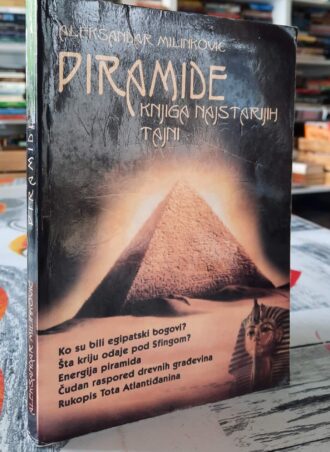 ALEKSANDAR MILINKOVIĆ
PIRAMIDE
KNJIGA NAJSTARIJIH
TAJNI
Ko su bili egipatski bogovi?
Šta kriju odaje pod Sfingom?
Energija piramida
Čudan raspored drevnih građevina
Rukopis Tota Atlantiđanina
PIRAMIDE